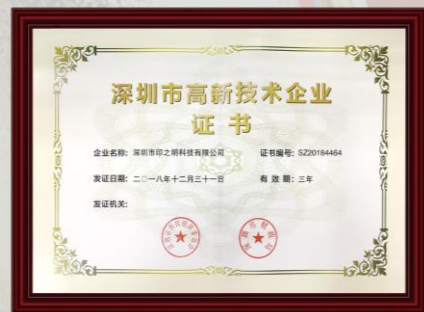 深圳市高新技术企业
证书
企业名称：深圳市印之明科技有限公司 证书编号：SZ20184464
发证日期：二〇一八年十二月三十一日 有效期：三年
发证机关：